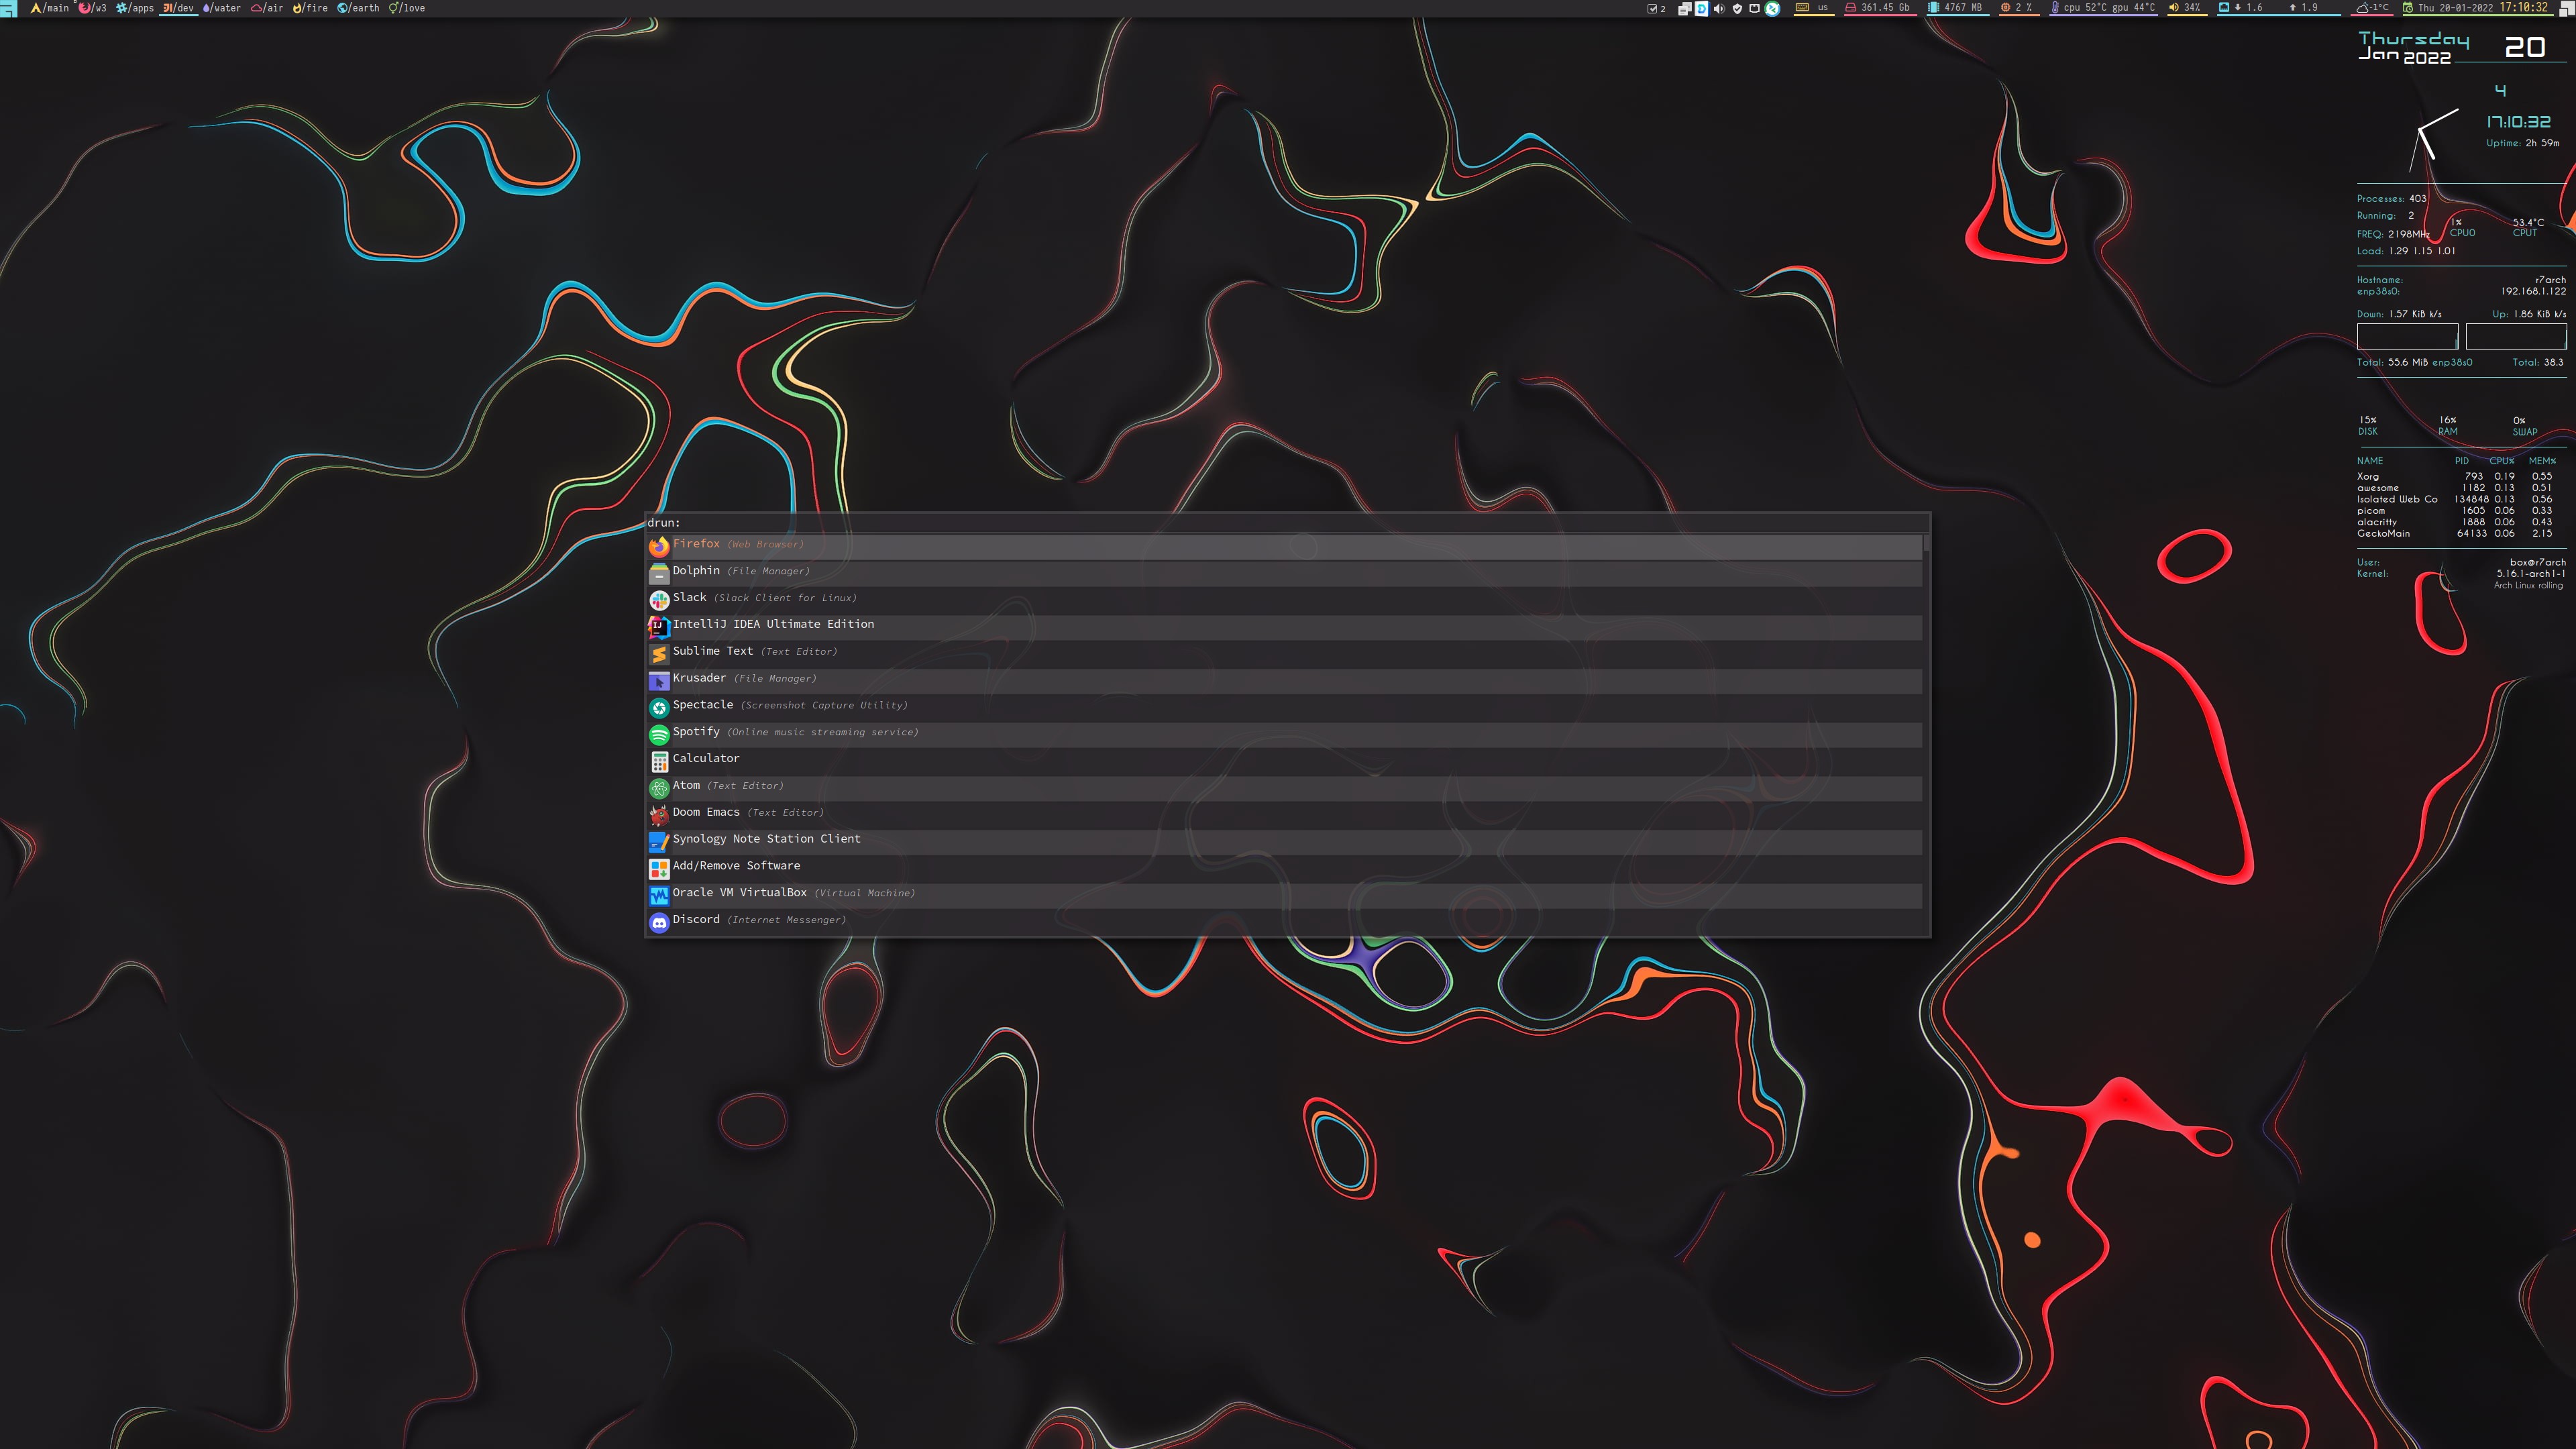 /main /w3 /apps /dev /water /air /fire /earth /love
2 us 361.45 Gb 4767 MB 2 % cpu 52°C gpu 44°C 34% 1.6 1.9 -1°C Thu 20-01-2022 17:10:32
Thursday 20
Jan 2022
4
17:10:32
Uptime: 2h 59m
Processes: 403
Running: 2
1% 53.4°C
FREQ: 2198MHz CPU0 CPUT
Load: 1.29 1.15 1.01
Hostname: r7arch
enp38s0: 192.168.1.122
Down: 1.57 KiB k/s Up: 1.86 KiB k/s
Total: 55.6 MiB enp38s0 Total: 38.3
15% 16% 0%
DISK RAM SWAP
NAME PID CPU% MEM%
Xorg 793 0.19 0.55
awesome 1182 0.13 0.51
Isolated Web Co 134848 0.13 0.56
picom 1605 0.06 0.33
alacritty 1888 0.06 0.43
GeckoMain 64133 0.06 2.15
User: box@r7arch
Kernel: 5.16.1-arch1-1
Arch Linux rolling
drun:
Firefox (Web Browser)
Dolphin (File Manager)
Slack (Slack Client for Linux)
IntelliJ IDEA Ultimate Edition
Sublime Text (Text Editor)
Krusader (File Manager)
Spectacle (Screenshot Capture Utility)
Spotify (Online music streaming service)
Calculator
Atom (Text Editor)
Doom Emacs (Text Editor)
Synology Note Station Client
Add/Remove Software
Oracle VM VirtualBox (Virtual Machine)
Discord (Internet Messenger)